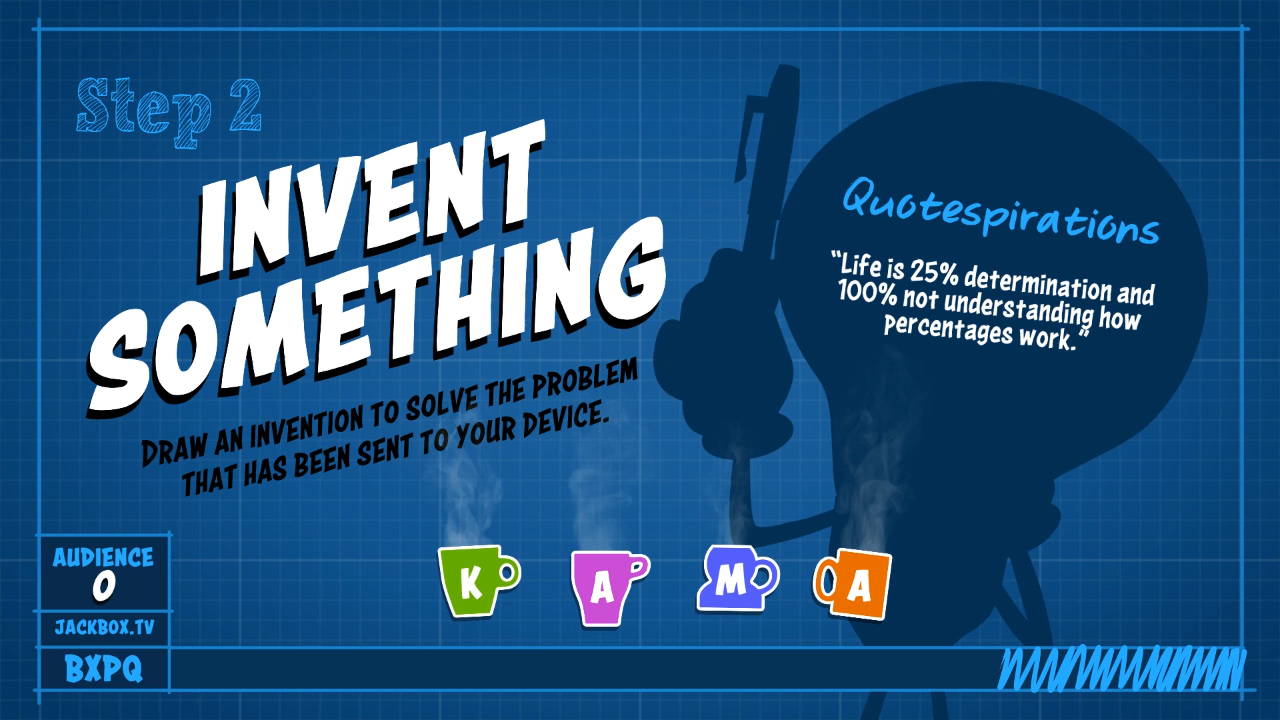 Step 2
INVENT
SOMETHING
DRAW AN INVENTION TO SOLVE THE PROBLEM
THAT HAS BEEN SENT TO YOUR DEVICE.
Quotespirations
“Life is 25% determination and
100% not understanding how
percentages work.”
K A M A
AUDIENCE
0
JACKBOX.TV
BXPQ